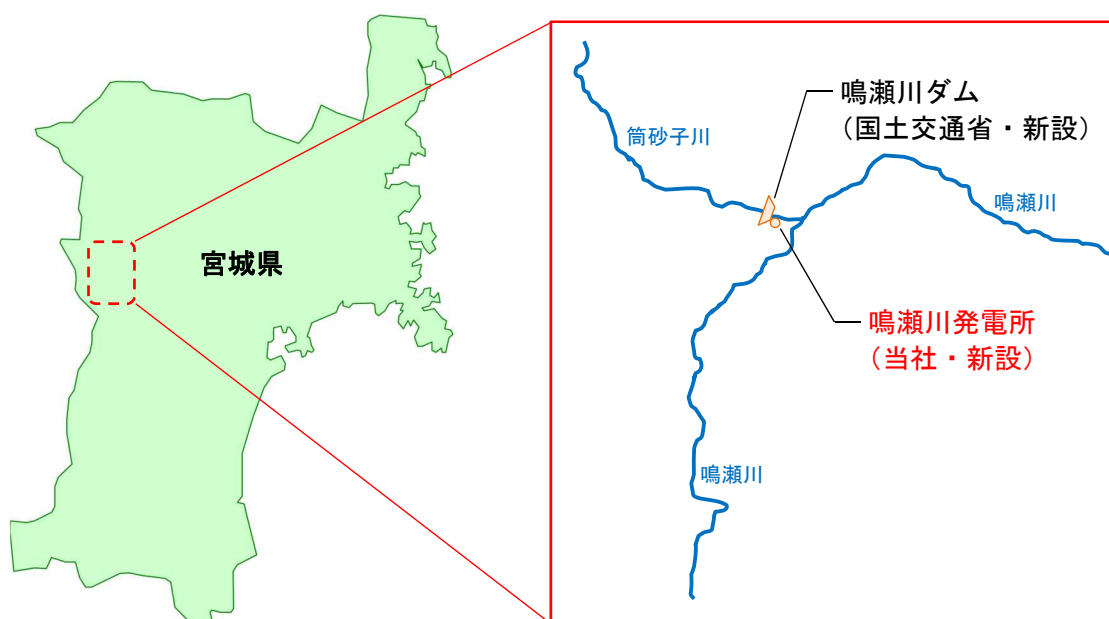 宮城県
鳴瀬川ダム
（国土交通省・新設）
筒砂子川
鳴瀬川
鳴瀬川発電所
（当社・新設）
鳴瀬川